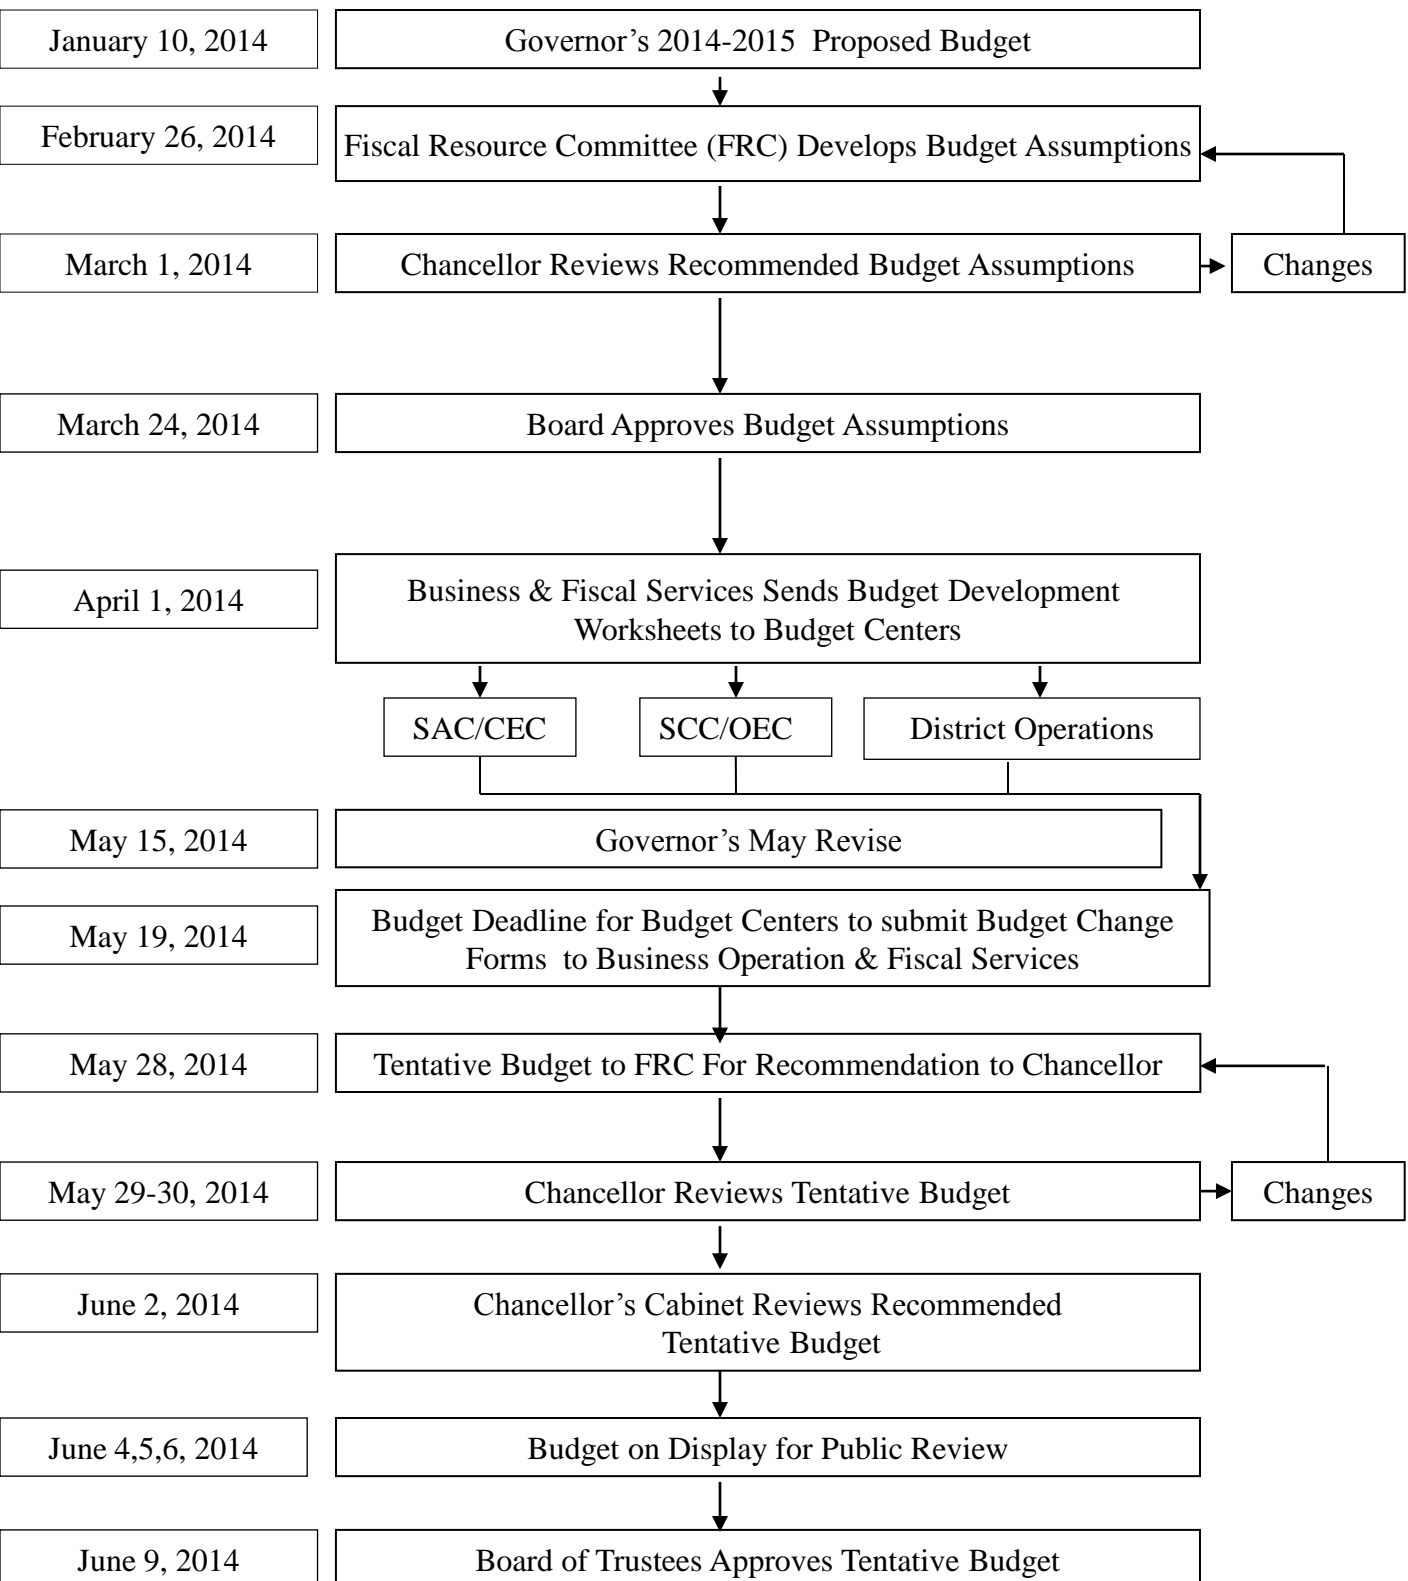 January 10, 2014
Governor’s 2014-2015 Proposed Budget
February 26, 2014
Fiscal Resource Committee (FRC) Develops Budget Assumptions
March 1, 2014
Chancellor Reviews Recommended Budget Assumptions
Changes
March 24, 2014
Board Approves Budget Assumptions
April 1, 2014
Business & Fiscal Services Sends Budget Development
Worksheets to Budget Centers
SAC/CEC
SCC/OEC
District Operations
May 15, 2014
Governor’s May Revise
May 19, 2014
Budget Deadline for Budget Centers to submit Budget Change
Forms to Business Operation & Fiscal Services
May 28, 2014
Tentative Budget to FRC For Recommendation to Chancellor
May 29-30, 2014
Chancellor Reviews Tentative Budget
Changes
June 2, 2014
Chancellor’s Cabinet Reviews Recommended
Tentative Budget
June 4,5,6, 2014
Budget on Display for Public Review
June 9, 2014
Board of Trustees Approves Tentative Budget